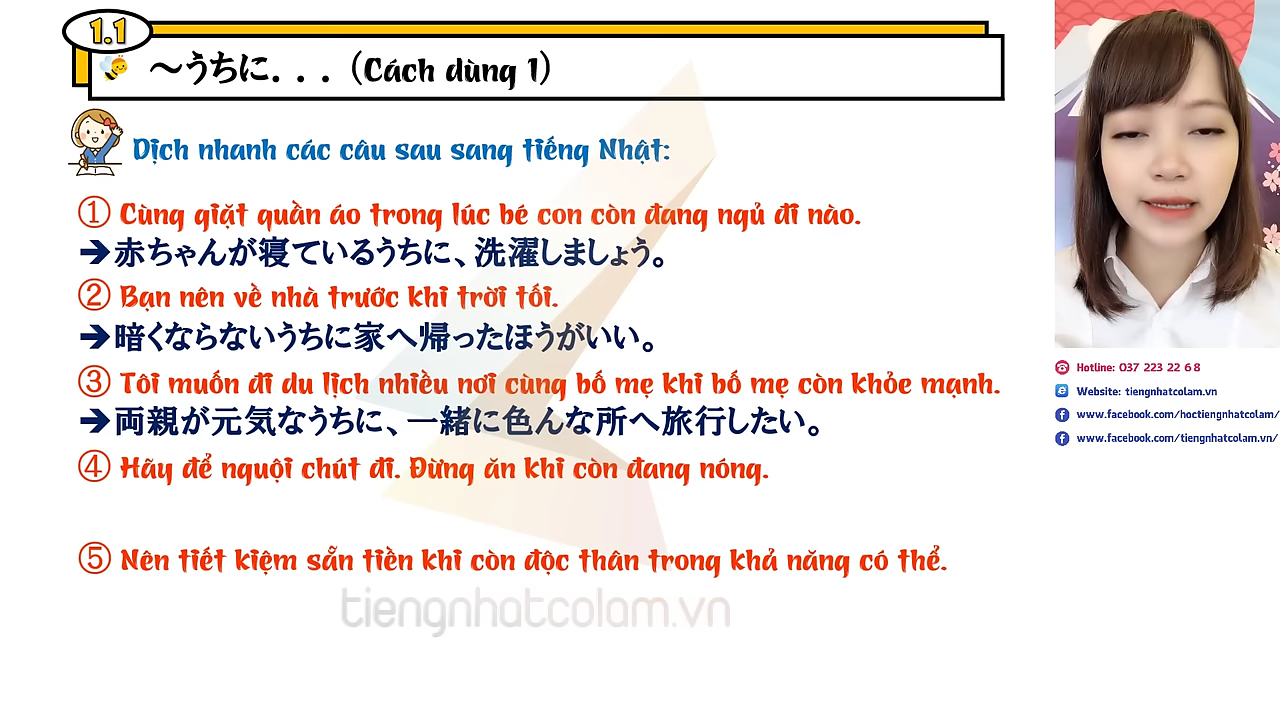 1.1
～うちに. . . (Cách dùng 1)
Dịch nhanh các câu sau sang tiếng Nhật:
① Cùng giặt quần áo trong lúc bé con còn đang ngủ đi nào.
➔赤ちゃんが寝ているうちに、洗濯しましょう。
② Bạn nên về nhà trước khi trời tối.
➔暗くならないうちに家へ帰ったほうがいい。
③ Tôi muốn đi du lịch nhiều nơi cùng bố mẹ khi bố mẹ còn khỏe mạnh.
➔両親が元気なうちに、一緒に色んな所へ旅行したい。
④ Hãy để nguội chút đi. Đừng ăn khi còn đang nóng.
⑤ Nên tiết kiệm sẵn tiền khi còn độc thân trong khả năng có thể.
tiengnhatcolam.vn
Hotline: 037 223 22 68
Website: tiengnhatcolam.vn
www.facebook.com/hoctiengnhatcolam/
www.facebook.com/tiengnhatcolam.vn/